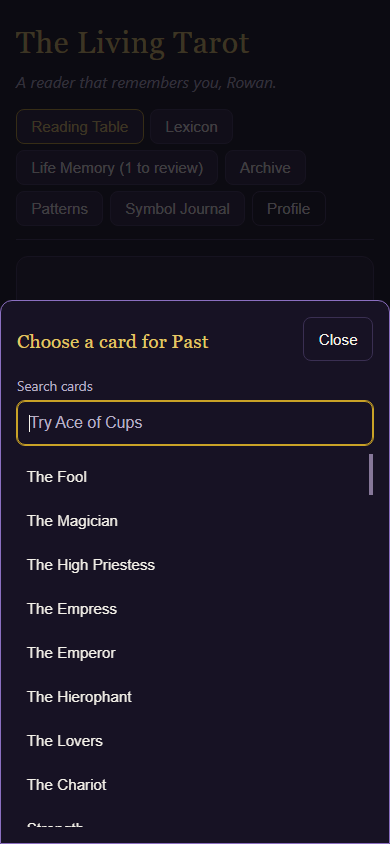 The Living Tarot
A reader that remembers you, Rowan.
Reading Table
Lexicon
Life Memory (1 to review)
Archive
Patterns
Symbol Journal
Profile
Choose a card for Past
Close
Search cards
Try Ace of Cups
The Fool
The Magician
The High Priestess
The Empress
The Emperor
The Hierophant
The Lovers
The Chariot
Strength